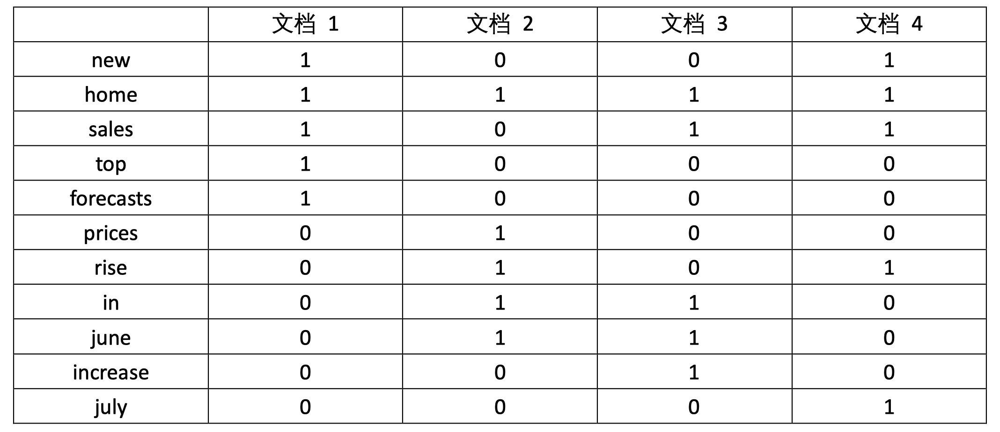 文档 1 文档 2 文档 3 文档 4
new 1 0 0 1
home 1 1 1 1
sales 1 0 1 1
top 1 0 0 0
forecasts 1 0 0 0
prices 0 1 0 0
rise 0 1 0 1
in 0 1 1 0
june 0 1 1 0
increase 0 0 1 0
july 0 0 0 1